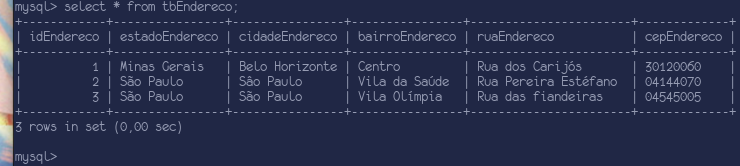 mysql> select * from tbEndereco;
+------------+----------------+----------------+----------------+----------------------+-------------+
| idEndereco | estadoEndereco | cidadeEndereco | bairroEndereco | ruaEndereco          | cepEndereco |
+------------+----------------+----------------+----------------+----------------------+-------------+
|          1 | Minas Gerais   | Belo Horizonte | Centro         | Rua dos Carijós      | 30120060    |
|          2 | São Paulo      | Sâo Paulo      | Vila da Saúde  | Rua Pereira Estéfano | 04144070    |
|          3 | São Paulo      | São Paulo      | Vila Olímpia   | Rua das fiandeiras   | 04545005    |
+------------+----------------+----------------+----------------+----------------------+-------------+
3 rows in set (0,00 sec)
mysql>